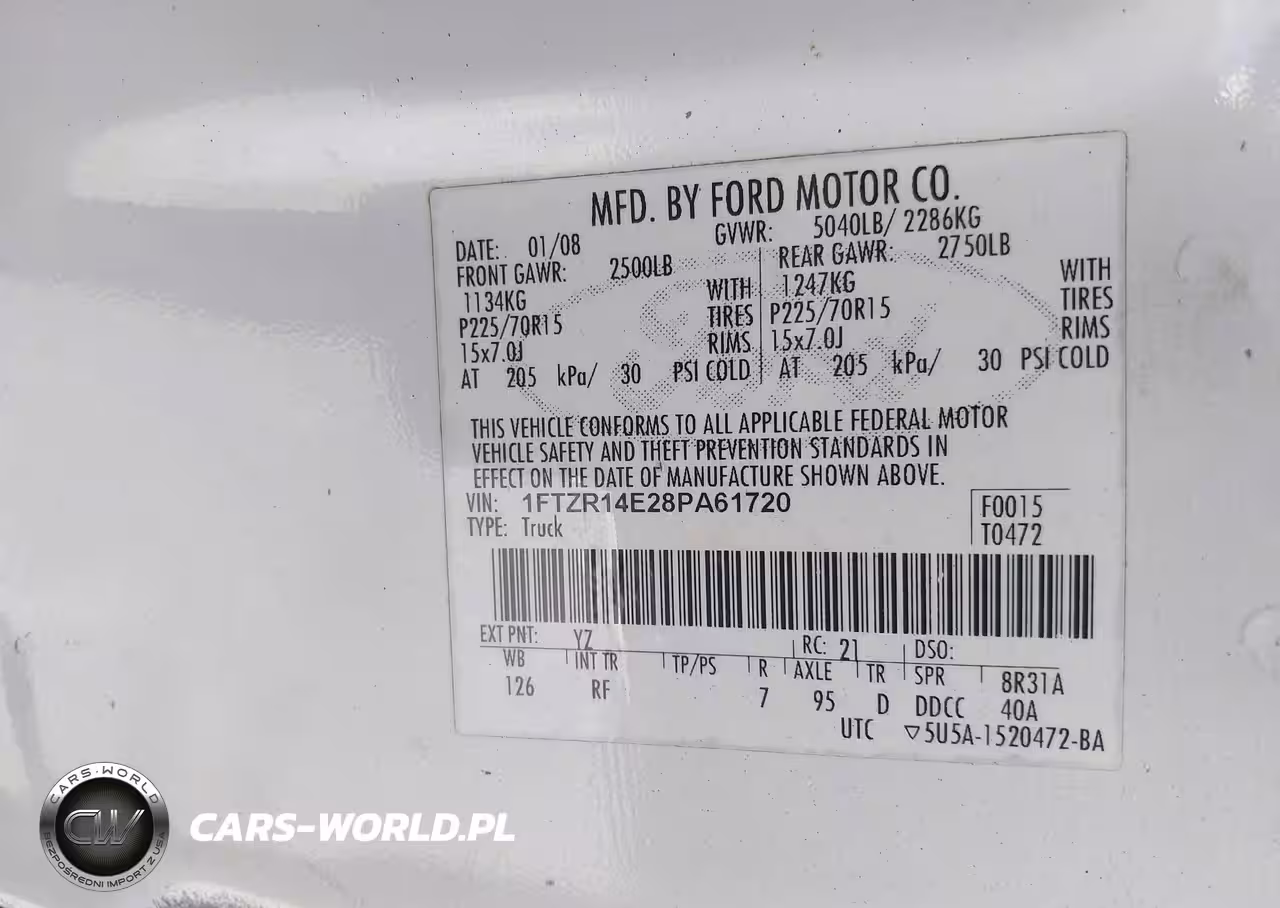 MFD. BY FORD MOTOR CO.
DATE: 01/08 GVWR: 5040LB/ 2286KG
FRONT GAWR: 2500LB REAR GAWR: 2750LB
1134KG WITH 1247KG WITH
P225/70R15 TIRES P225/70R15 TIRES
15x7.0J RIMS 15x7.0J RIMS
AT 205 kPa/ 30 PSI COLD AT 205 kPa/ 30 PSI COLD
THIS VEHICLE CONFORMS TO ALL APPLICABLE FEDERAL MOTOR
VEHICLE SAFETY AND THEFT PREVENTION STANDARDS IN
EFFECT ON THE DATE OF MANUFACTURE SHOWN ABOVE.
VIN: 1FTZR14E28PA61720 F0015
TYPE: Truck T0472
EXT PNT: YZ RC: 21 DSO:
WB INT TR TP/PS R AXLE TR SPR 8R31A
126 RF 7 95 D DDCC 40A
UTC ▽5U5A-1520472-BA
CARS-WORLD
CW
BEZPOŚREDNI IMPORT Z USA
CARS-WORLD.PL